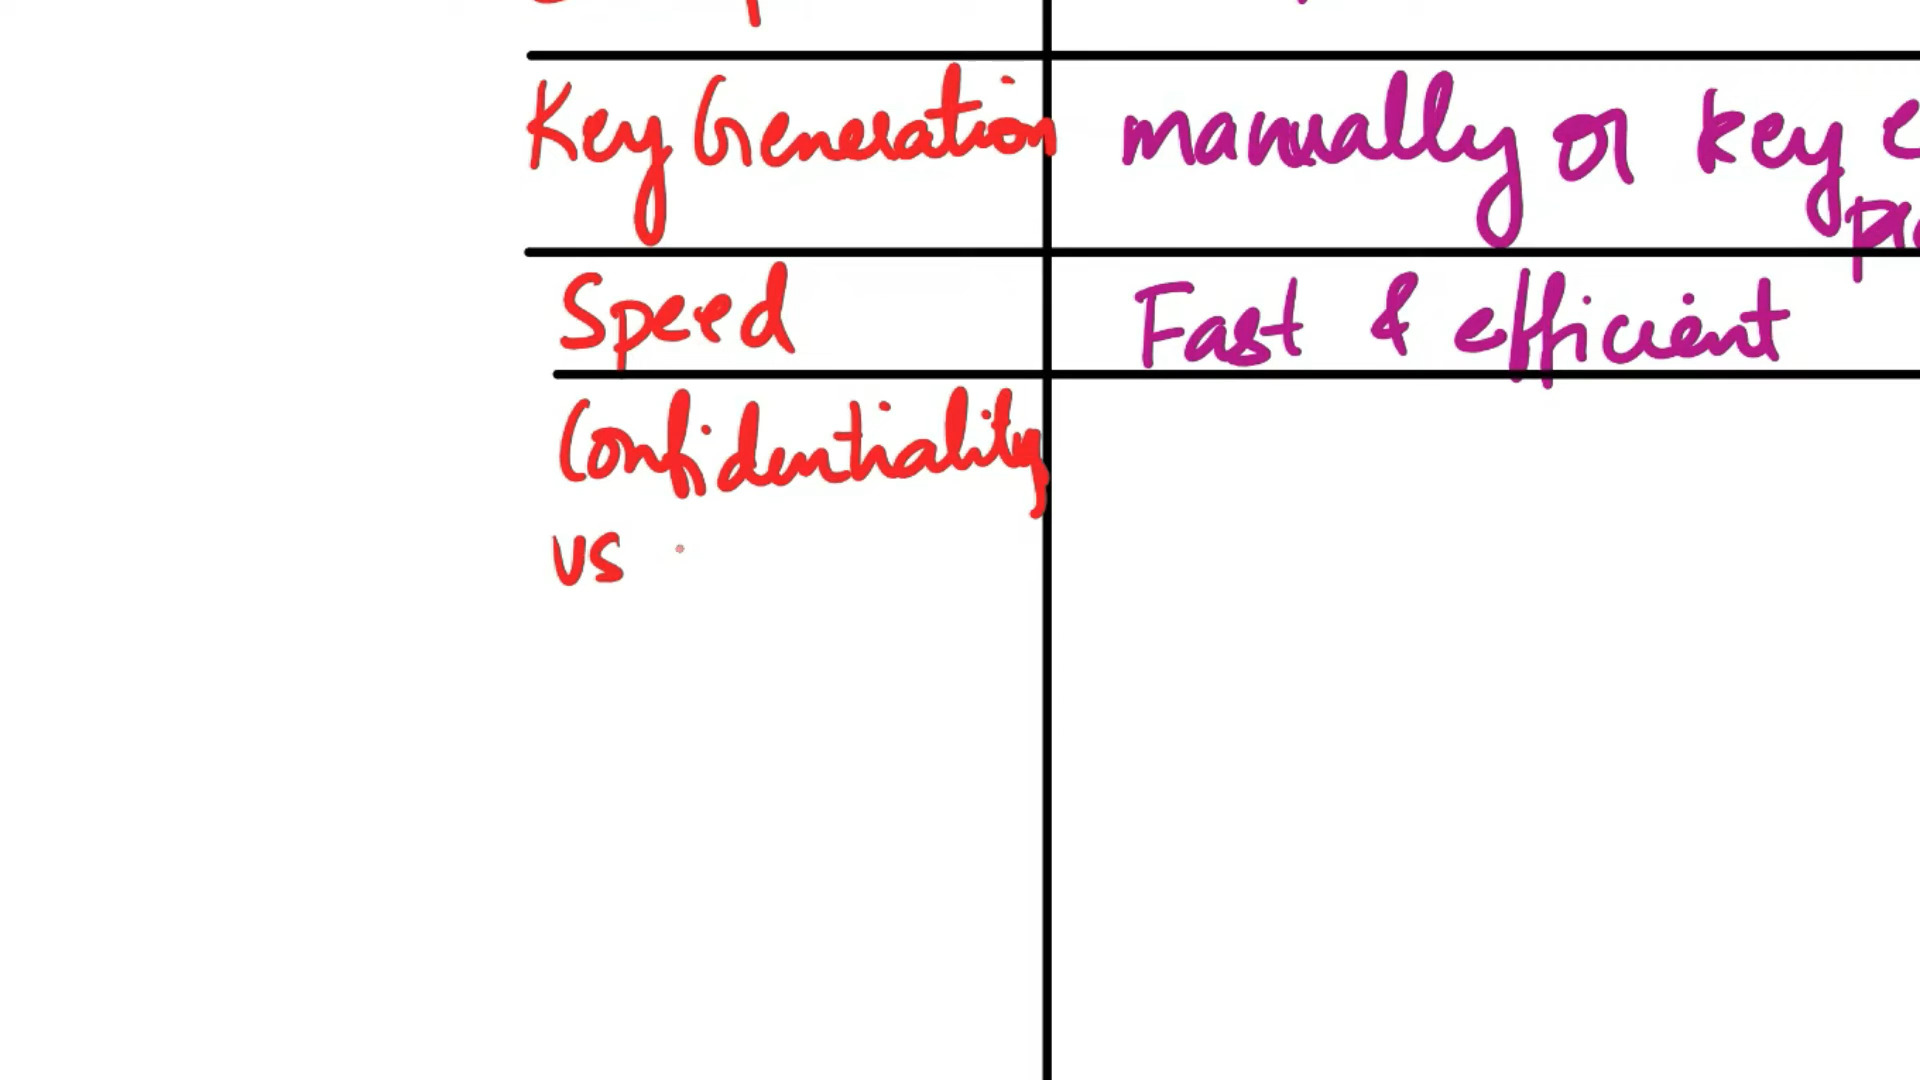 Key Generation
manually or key
Speed
Fast & efficient
Confidentiality
vs